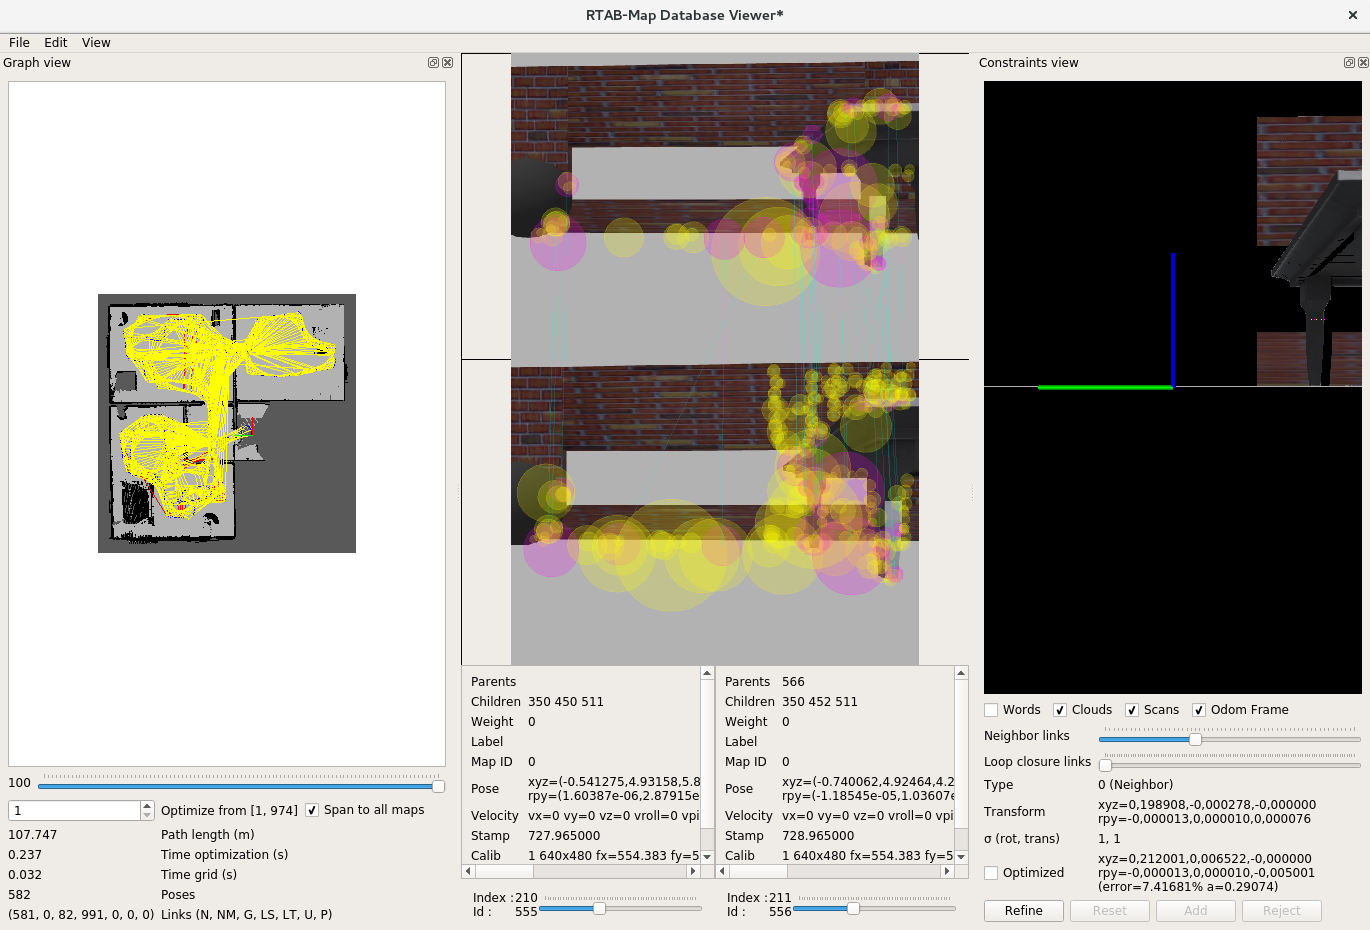 RTAB-Map Database Viewer*
File Edit View
Graph view
Constraints view
100
1
Optimize from [1, 974] Span to all maps
107.747 Path length (m)
0.237 Time optimization (s)
0.032 Time grid (s)
582 Poses
(581, 0, 82, 991, 0, 0, 0) Links (N, NM, G, LS, LT, U, P)
Parents
Children 350 450 511
Weight 0
Label
Map ID 0
Pose xyz=(-0.541275,4.93158,5.8
rpy=(1.60387e-06,2.87915e
Velocity vx=0 vy=0 vz=0 vroll=0 vpi
Stamp 727.965000
Calib 1 640x480 fx=554.383 fy=5
Index : 210
Id : 555
Parents 566
Children 350 452 511
Weight 0
Label
Map ID 0
Pose xyz=(-0.740062,4.92464,4.2
rpy=(-1.18545e-05,1.03607e
Velocity vx=0 vy=0 vz=0 vroll=0 vpi
Stamp 728.965000
Calib 1 640x480 fx=554.383 fy=5
Index : 211
Id : 556
Words Clouds Scans Odom Frame
Neighbor links
Loop closure links
Type 0 (Neighbor)
Transform xyz=0,198908,-0,000278,-0,000000
rpy=-0,000013,0,000010,0,000076
σ (rot, trans) 1, 1
Optimized xyz=0,212001,0,006522,-0,000000
rpy=-0,000013,0,000010,-0,005001
(error=7.41681% a=0.29074)
Refine Reset Add Reject